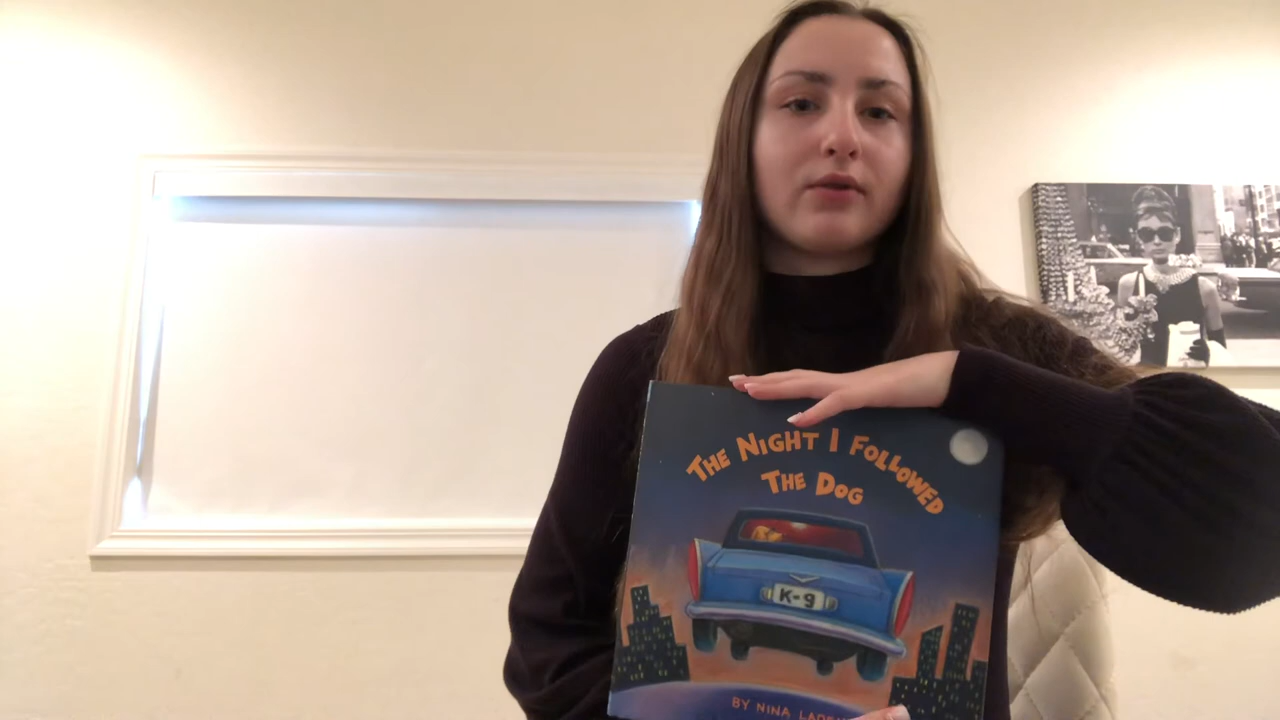 THE NIGHT I FOLLOWED
THE DOG
K-9
BY NINA